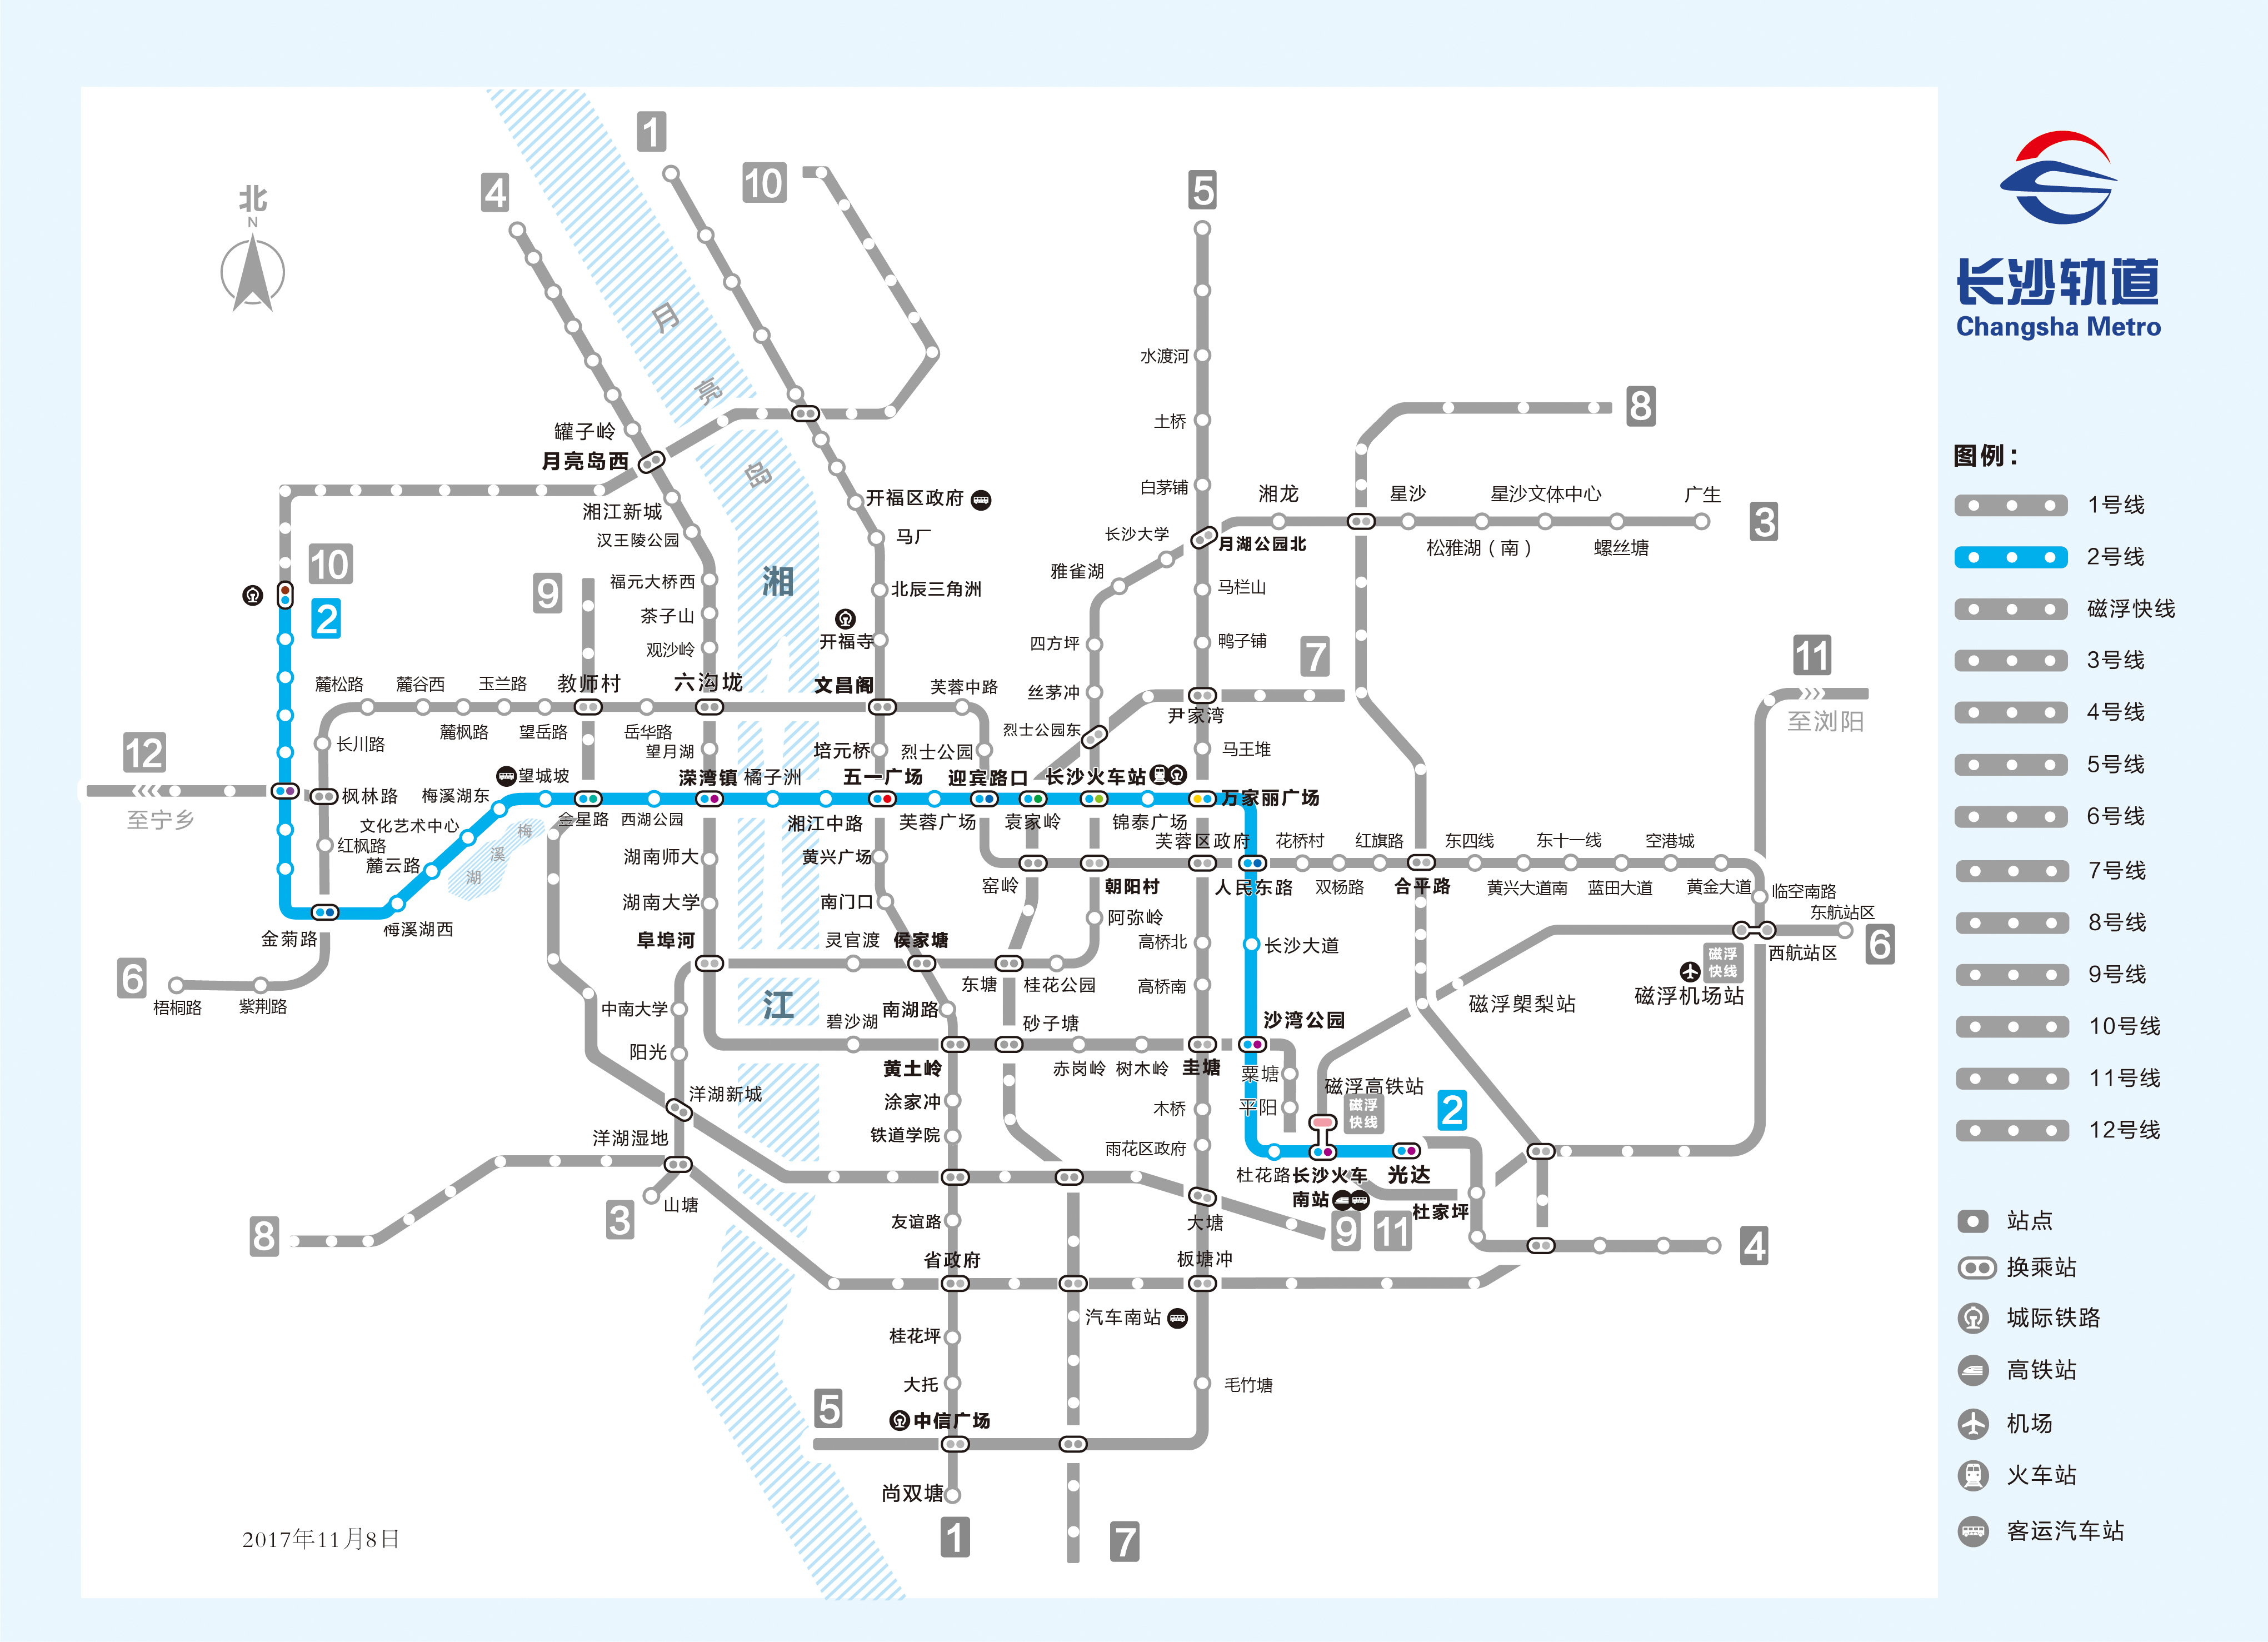 北
N
1
10
4
5
月
亮
岛
湘
江
水渡河
土桥
白茅铺
8
罐子岭
月亮岛西
开福区政府
湘龙
星沙
星沙文体中心
广生
3
湘江新城
汉王陵公园
马厂
长沙大学
月湖公园北
松雅湖（南）
螺丝塘
10
2
9
福元大桥西
茶子山
观沙岭
北辰三角洲
开福寺
雅雀湖
马栏山
四方坪
鸭子铺
7
11
至浏阳
麓松路
麓谷西
玉兰路
教师村
六沟垅
文昌阁
芙蓉中路
丝茅冲
尹家湾
长川路
麓枫路
望岳路
岳华路
望月湖
培元桥
烈士公园
烈士公园东
马王堆
12
至宁乡
枫林路
梅溪湖东
望城坡
溁湾镇
橘子洲
五一广场
迎宾路口
长沙火车站
万家丽广场
文化艺术中心
金星路
西湖公园
湘江中路
芙蓉广场
袁家岭
锦泰广场
梅
溪
湖
红枫路
麓云路
湖南师大
黄兴广场
芙蓉区政府
花桥村
红旗路
东四线
东十一线
空港城
窑岭
朝阳村
人民东路
双杨路
合平路
黄兴大道南
蓝田大道
黄金大道
临空南路
湖南大学
南门口
阿弥岭
东航站区
金菊路
梅溪湖西
阜埠河
灵官渡
侯家塘
高桥北
长沙大道
6
西航站区
磁浮
快线
磁浮机场站
6
梧桐路
紫荆路
东塘
桂花公园
高桥南
磁浮㮾梨站
中南大学
南湖路
碧沙湖
砂子塘
沙湾公园
阳光
黄土岭
赤岗岭
树木岭
圭塘
粟塘
磁浮高铁站
磁浮
快线
2
洋湖新城
涂家冲
木桥
平阳
洋湖湿地
铁道学院
雨花区政府
杜花路
长沙火车
南站
光达
杜家坪
山塘
3
8
友谊路
大塘
9
11
4
省政府
板塘冲
汽车南站
桂花坪
大托
毛竹塘
5
中信广场
尚双塘
1
7
2017年11月8日
长沙轨道
Changsha Metro
图例：
1号线
2号线
磁浮快线
3号线
4号线
5号线
6号线
7号线
8号线
9号线
10号线
11号线
12号线
站点
换乘站
城际铁路
高铁站
机场
火车站
客运汽车站